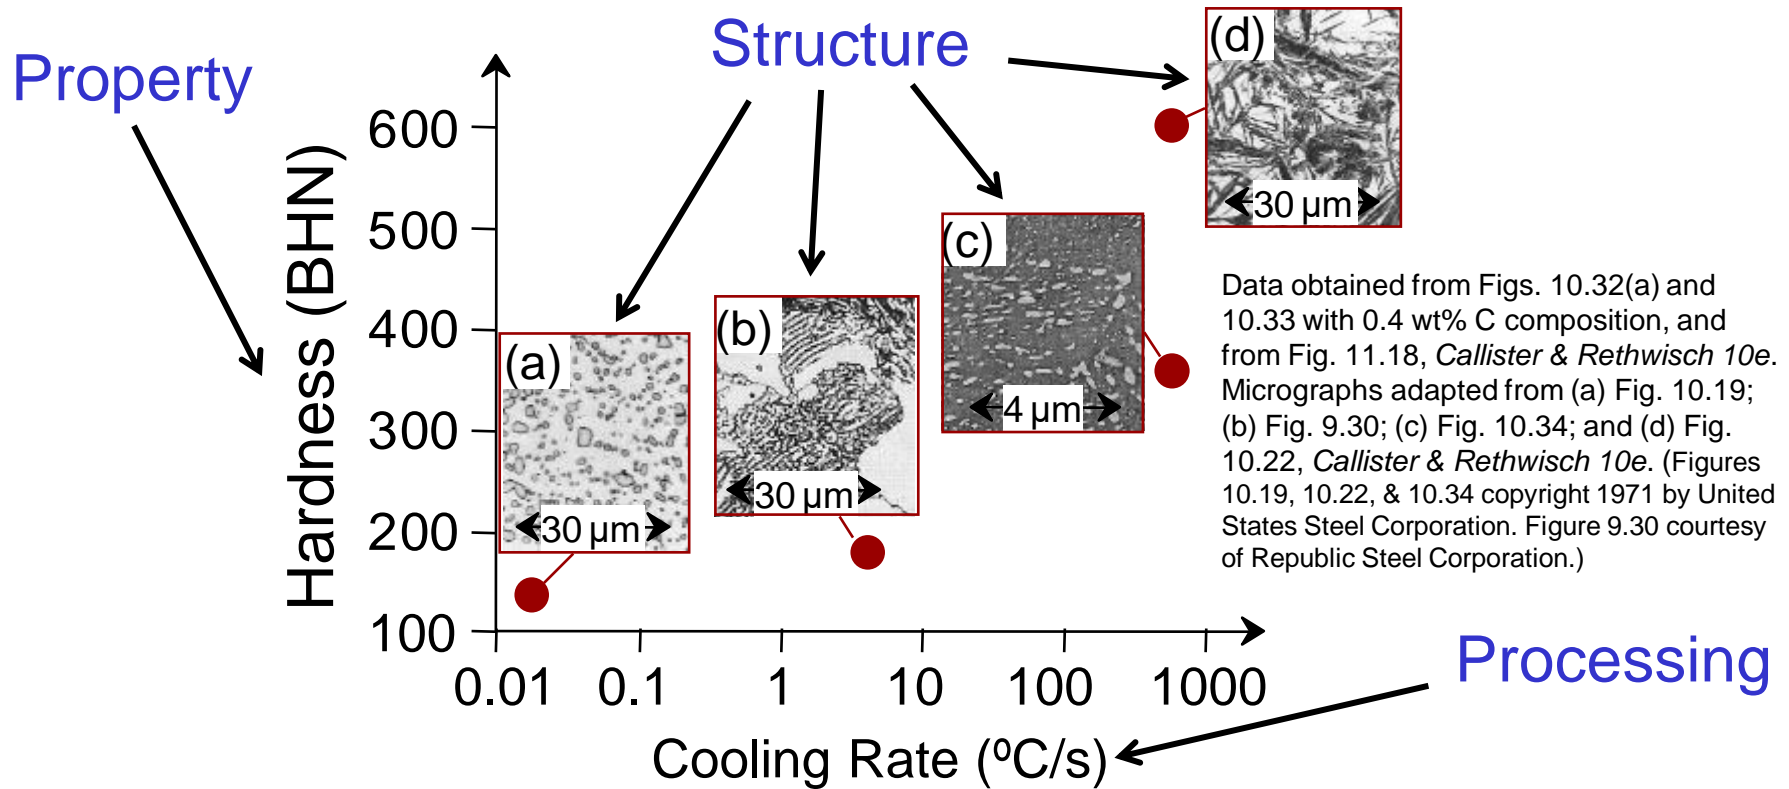 Property
Structure
Hardness (BHN)
600
500
400
300
200
100
(a)
30 μm
(b)
30 μm
(c)
4 μm
(d)
30 μm
Data obtained from Figs. 10.32(a) and
10.33 with 0.4 wt% C composition, and
from Fig. 11.18, Callister & Rethwisch 10e.
Micrographs adapted from (a) Fig. 10.19;
(b) Fig. 9.30; (c) Fig. 10.34; and (d) Fig.
10.22, Callister & Rethwisch 10e. (Figures
10.19, 10.22, & 10.34 copyright 1971 by United
States Steel Corporation. Figure 9.30 courtesy
of Republic Steel Corporation.)
0.01 0.1 1 10 100 1000
Cooling Rate (ºC/s)
Processing